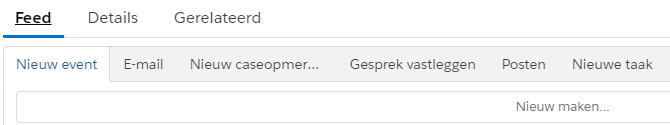 Feed Details Gerelateerd
Nieuw event E-mail Nieuw caseopmer... Gesprek vastleggen Posten Nieuwe taak
Nieuw maken...